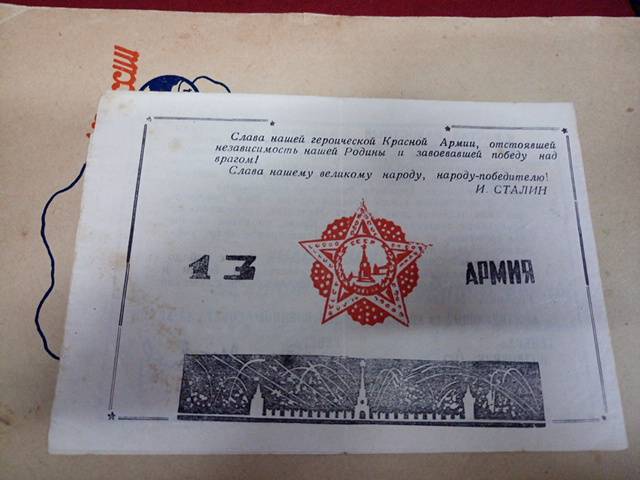 Слава нашей героической Красной Армии, отстоявшей
независимость нашей Родины и завоевавшей победу над
врагом!
Слава нашему великому народу, народу-победителю!
И. СТАЛИН
СССР
13 АРМИЯ